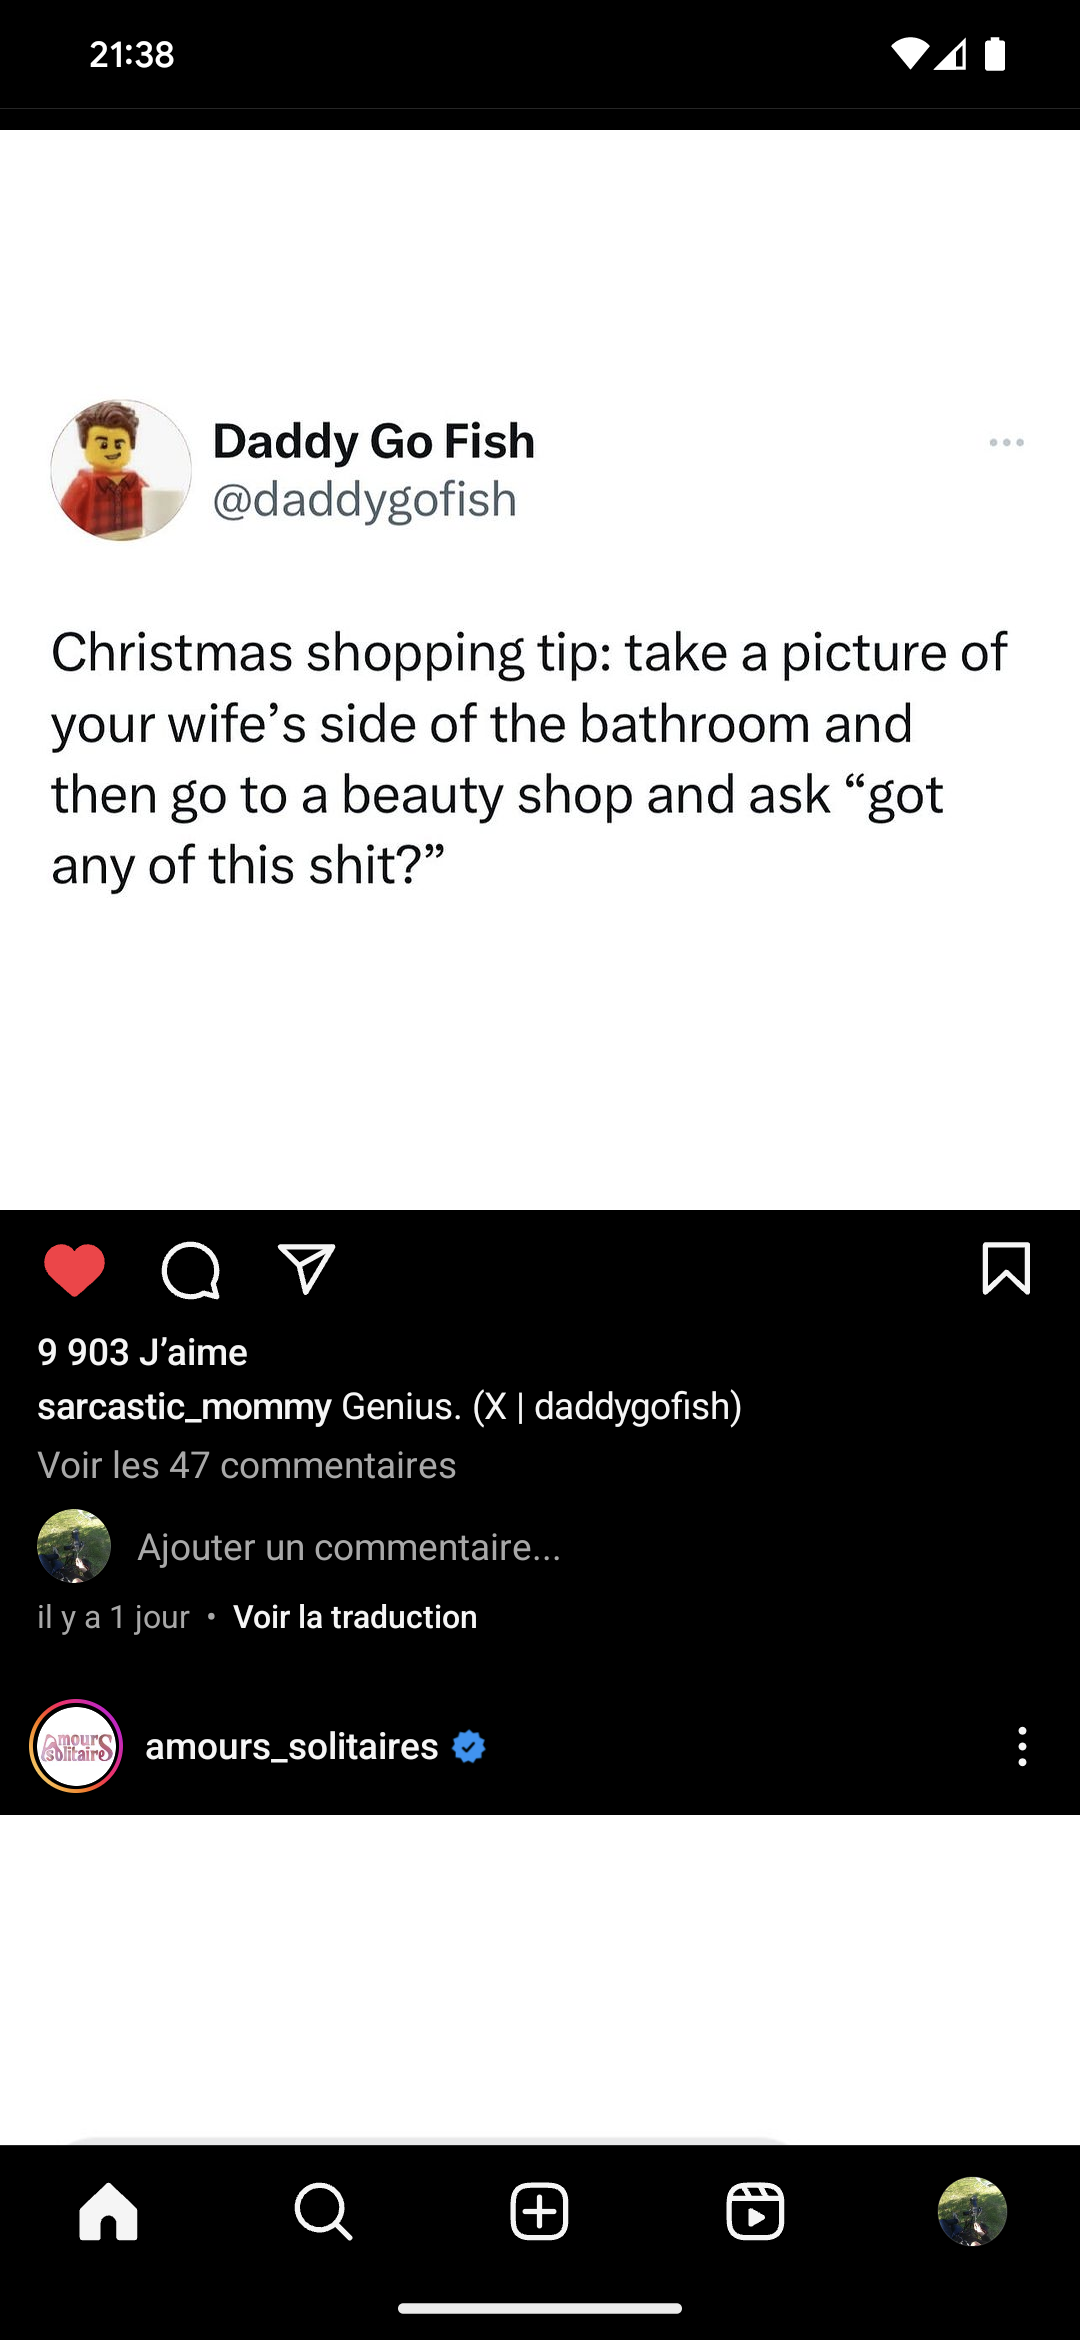 21:38
Daddy Go Fish
@daddygofish
Christmas shopping tip: take a picture of
your wife’s side of the bathroom and
then go to a beauty shop and ask “got
any of this shit?”
9 903 J’aime
sarcastic_mommy Genius. (X | daddygofish)
Voir les 47 commentaires
Ajouter un commentaire...
il y a 1 jour • Voir la traduction
amourS
solitaireS
amours_solitaires